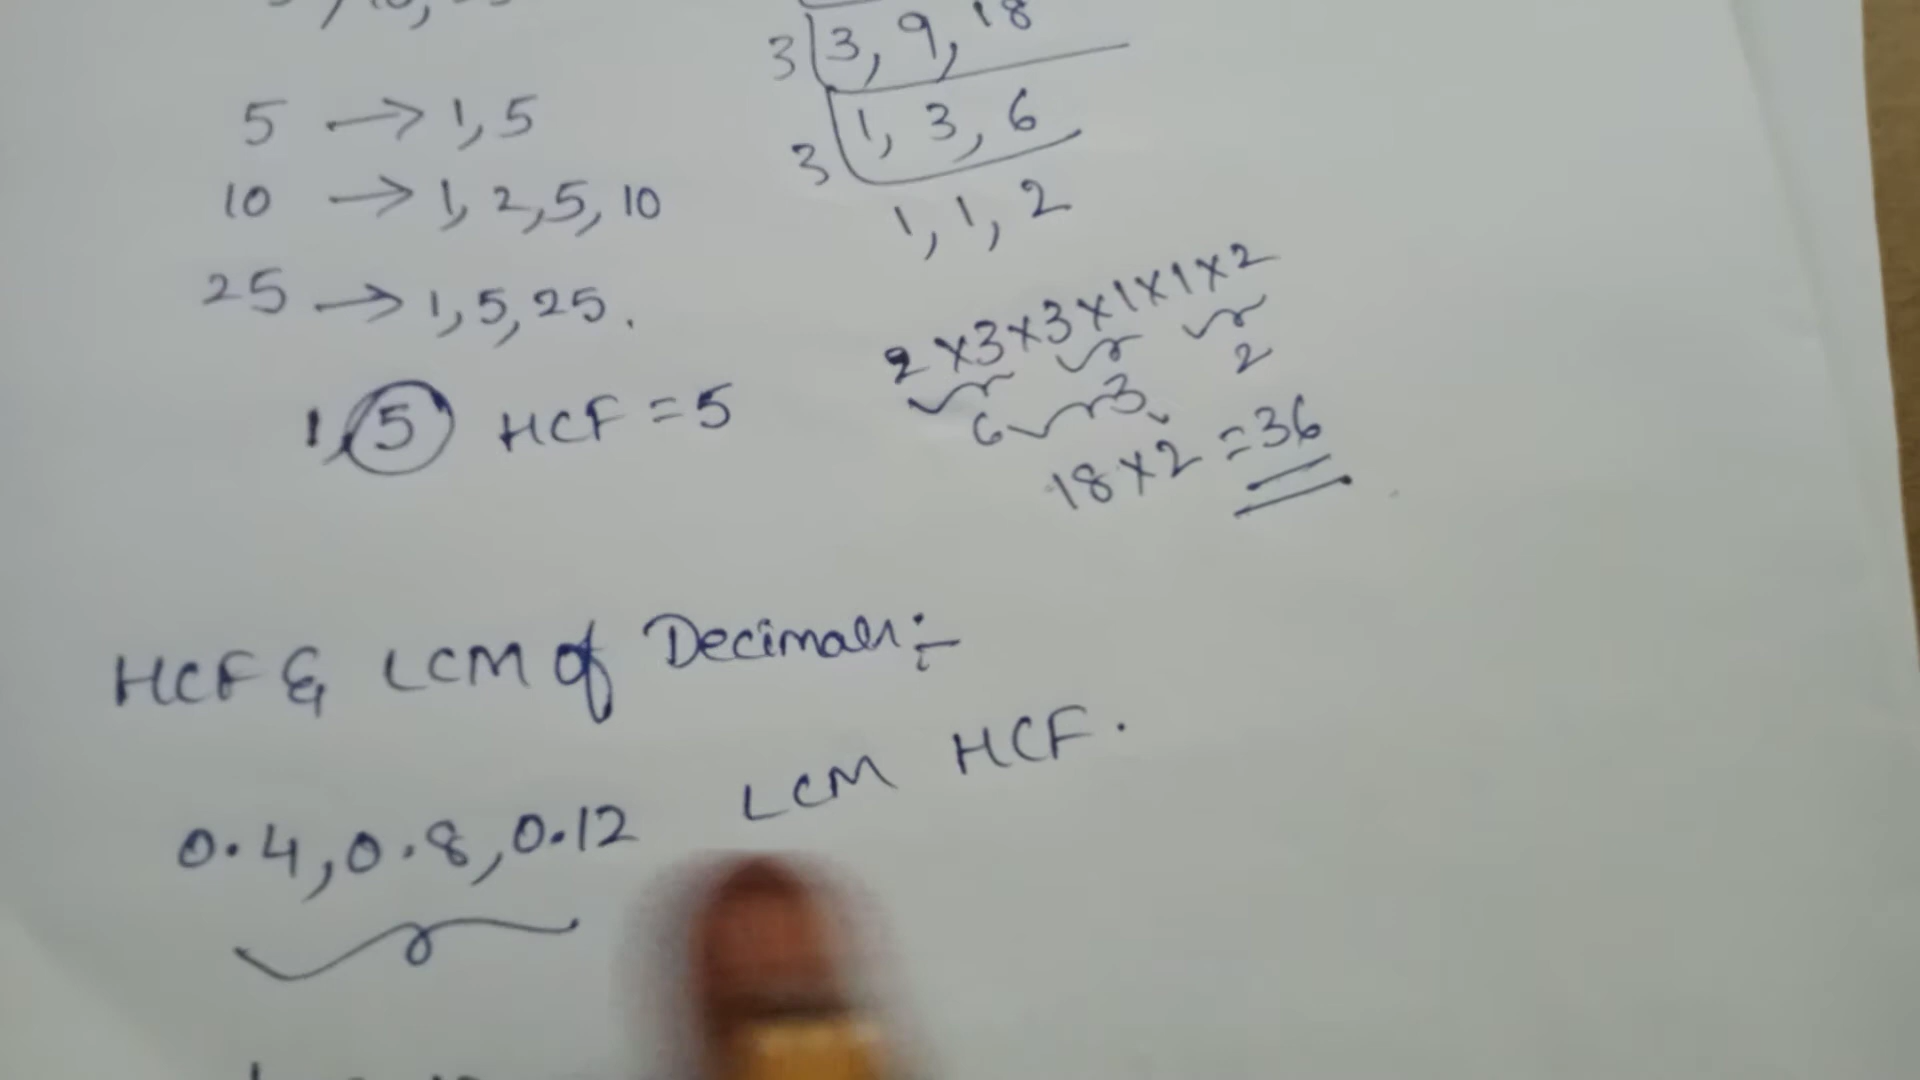 3 | 3, 9, 18
3 | 1, 3, 6
1, 1, 2
5 → 1, 5
10 → 1, 2, 5, 10
25 → 1, 5, 25.
1, 5 HCF = 5
2 × 3 × 3 × 1 × 1 × 2
2
6 3
18 × 2 = 36
HCF & LCM of Decimals :-
0.4, 0.8, 0.12 LCM HCF.